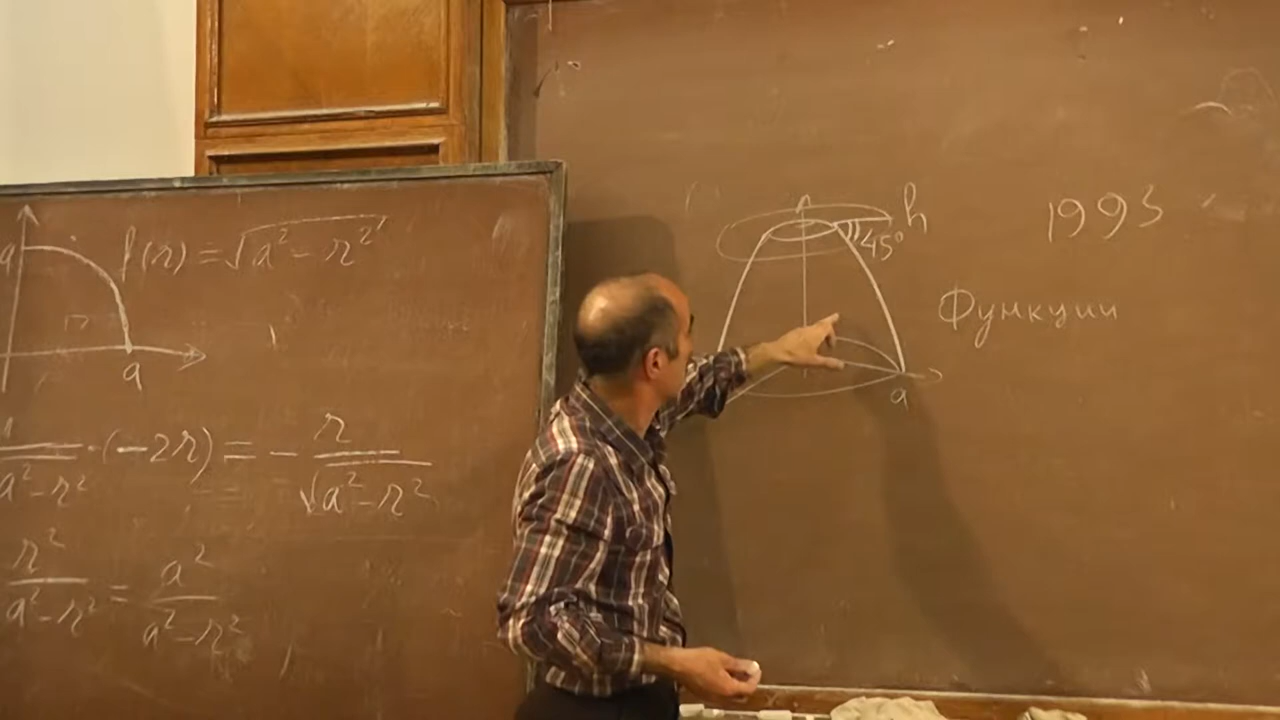 a
f(r) = √(a² − r²)
a
(−2r) = − r/√(a² − r²)
a² − r²
r²/(a² − r²) = a²/(a² − r²)
h
45°
a
1993
Функции